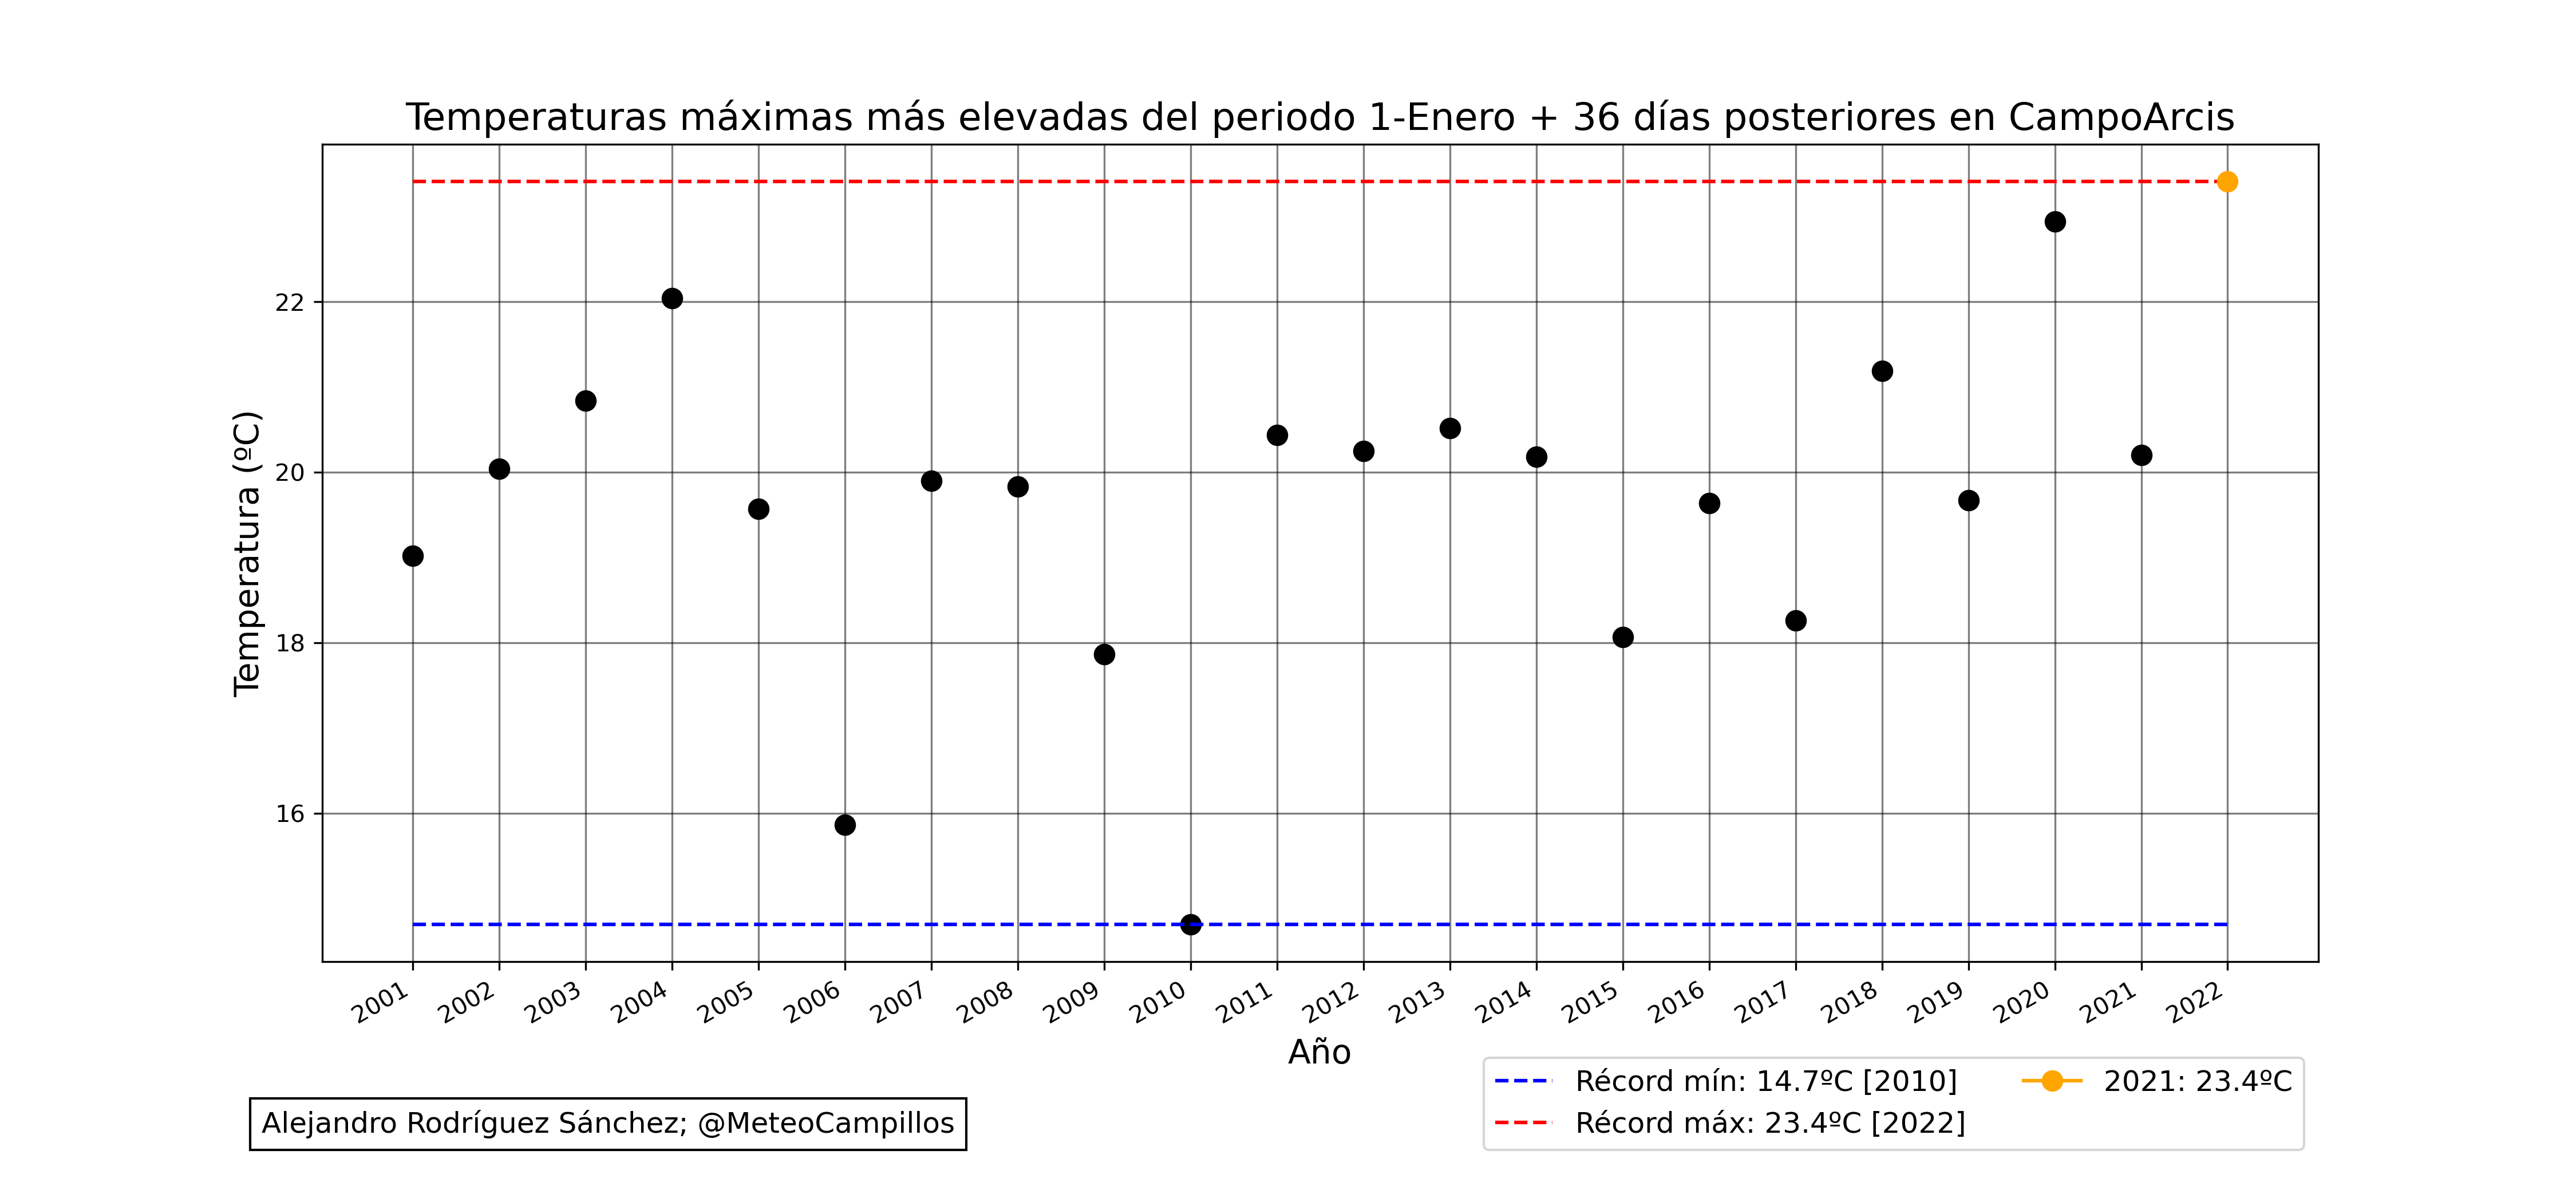 Temperaturas máximas más elevadas del periodo 1-Enero + 36 días posteriores en CampoArcis
Temperatura (ºC)
22
20
18
16
2001 2002 2003 2004 2005 2006 2007 2008 2009 2010 2011 2012 2013 2014 2015 2016 2017 2018 2019 2020 2021 2022
Año
Récord mín: 14.7ºC [2010]
Récord máx: 23.4ºC [2022]
2021: 23.4ºC
Alejandro Rodríguez Sánchez; @MeteoCampillos